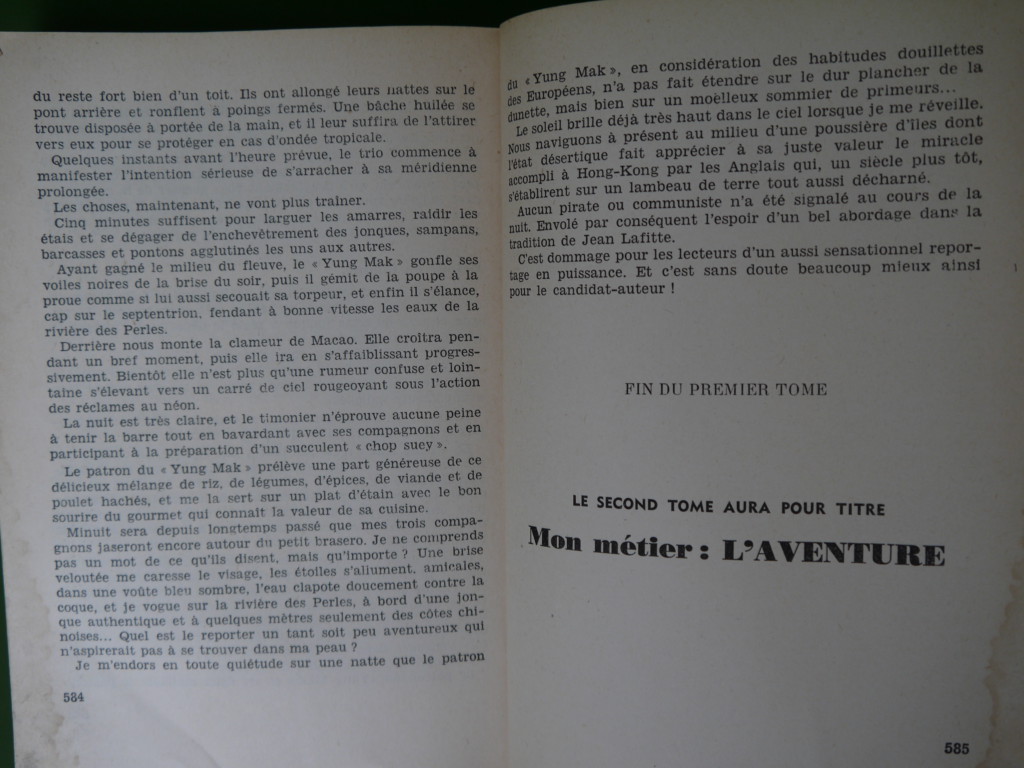 du reste fort bien d'un toit. Ils ont allongé leurs nattes sur le
pont arrière et ronflent à poings fermés. Une bâche huilée se
trouve disposée à portée de la main, et il leur suffira de l'attirer
vers eux pour se protéger en cas d'ondée tropicale.
Quelques instants avant l'heure prévue, le trio commence à
manifester l'intention sérieuse de s'arracher à sa méridienne
prolongée.
Les choses, maintenant, ne vont plus traîner.
Cinq minutes suffisent pour larguer les amarres, raidir les
étais et se dégager de l'enchevêtrement des jonques, sampans,
barcasses et pontons agglutinés les uns aux autres.
Ayant gagné le milieu du fleuve, le « Yung Mak » gonfle ses
voiles noires de la brise du soir, puis il gémit de la poupe à la
proue comme si lui aussi secouait sa torpeur, et enfin il s'élance,
cap sur le septentrion, fendant à bonne vitesse les eaux de la
rivière des Perles.
Derrière nous monte la clameur de Macao. Elle croîtra pen-
dant un bref moment, puis elle ira en s'affaiblissant progres-
sivement. Bientôt elle n'est plus qu'une rumeur confuse et loin-
taine s'élevant vers un carré de ciel rougeoyant sous l'action
des réclames au néon.
La nuit est très claire, et le timonier n'éprouve aucune peine
à tenir la barre tout en bavardant avec ses compagnons et en
participant à la préparation d'un succulent « chop suey ».
Le patron du « Yung Mak » prélève une part généreuse de ce
délicieux mélange de riz, de légumes, d'épices, de viande et de
poulet hachés, et me la sert sur un plat d'étain avec le bon
sourire du gourmet qui connaît la valeur de sa cuisine.
Minuit sera depuis longtemps passé que mes trois compa-
gnons jaseront encore autour du petit brasero. Je ne comprends
pas un mot de ce qu'ils disent, mais qu'importe ? Une brise
veloutée me caresse le visage, les étoiles s'allument, amicales,
dans une voûte bleu sombre, l'eau clapote doucement contre la
coque, et je vogue sur la rivière des Perles, à bord d'une jon-
que authentique et à quelques mètres seulement des côtes chi-
noises... Quel est le reporter un tant soit peu aventureux qui
n'aspirerait pas à se trouver dans ma peau ?
Je m'endors en toute quiétude sur une natte que le patron
584
du « Yung Mak », en considération des habitudes douillettes
des Européens, n'a pas fait étendre sur le dur plancher de la
dunette, mais bien sur un moëlleux sommier de primeurs...
Le soleil brille déjà très haut dans le ciel lorsque je me réveille.
Nous naviguons à présent au milieu d'une poussière d'îles dont
l'état désertique fait apprécier à sa juste valeur le miracle
accompli à Hong-Kong par les Anglais qui, un siècle plus tôt,
s'établirent sur un lambeau de terre tout aussi décharné.
Aucun pirate ou communiste n'a été signalé au cours de la
nuit. Envolé par conséquent l'espoir d'un bel abordage dans la
tradition de Jean Lafitte.
C'est dommage pour les lecteurs d'un aussi sensationnel repor-
tage en puissance. Et c'est sans doute beaucoup mieux ainsi
pour le candidat-auteur !
FIN DU PREMIER TOME
LE SECOND TOME AURA POUR TITRE
Mon métier : L'AVENTURE
585